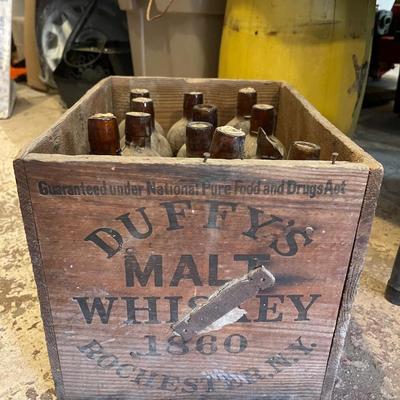 Guaranteed under National Pure Food and Drugs Act
DUFFY'S
MALT
WHISKEY
1860
ROCHESTER, N.Y.